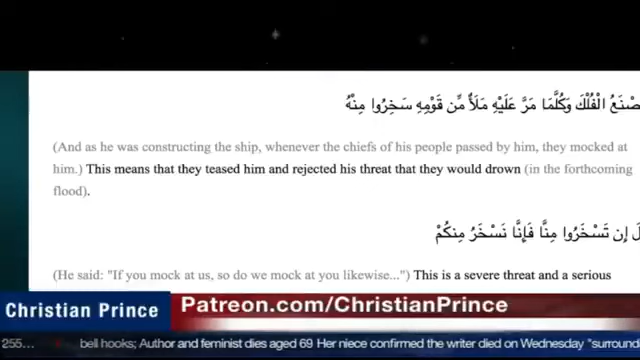 صْنَعُ الْفُلْكَ وَكُلَّمَا مَرَّ عَلَيْهِ مَلَأٌ مِّن قَوْمِهِ سَخِرُوا مِنْهُ
(And as he was constructing the ship, whenever the chiefs of his people passed by him, they mocked at
him.) This means that they teased him and rejected his threat that they would drown (in the forthcoming
flood).
لَ إِن تَسْخَرُوا مِنَّا فَإِنَّا نَسْخَرُ مِنكُمْ
(He said: "If you mock at us, so do we mock at you likewise...") This is a severe threat and a serious
Christian Prince
Patreon.com/ChristianPrince
255... bell hooks; Author and feminist dies aged 69 Her niece confirmed the writer died on Wednesday "surround